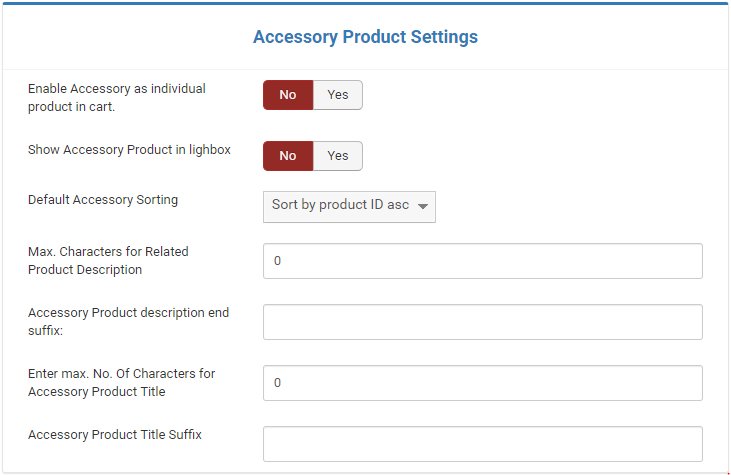 Accessory Product Settings
Enable Accessory as individual
product in cart.
No Yes
Show Accessory Product in lighbox
No Yes
Default Accessory Sorting
Sort by product ID asc
Max. Characters for Related
Product Description
0
Accessory Product description end
suffix:
Enter max. No. Of Characters for
Accessory Product Title
0
Accessory Product Title Suffix